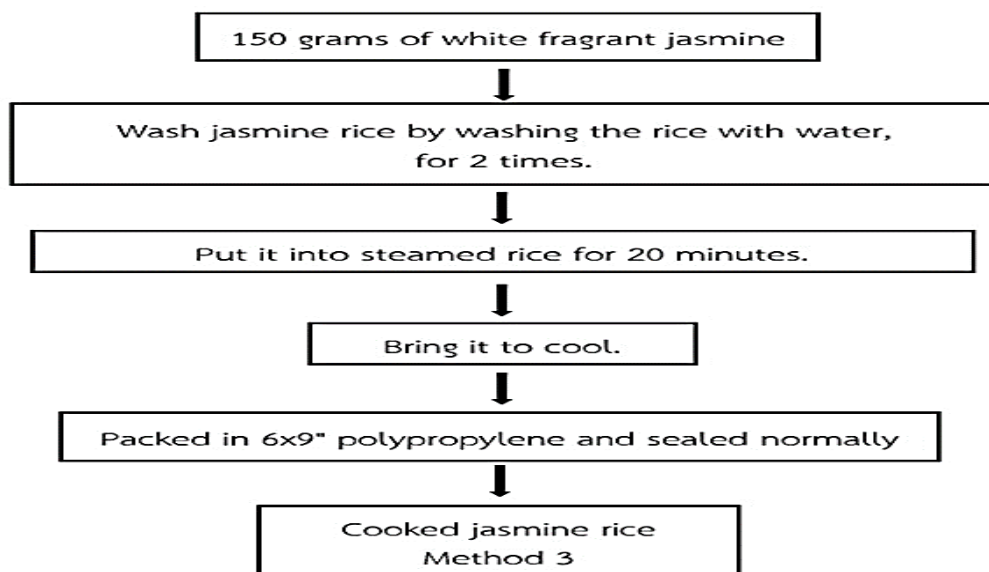 150 grams of white fragrant jasmine
Wash jasmine rice by washing the rice with water,
for 2 times.
Put it into steamed rice for 20 minutes.
Bring it to cool.
Packed in 6x9" polypropylene and sealed normally
Cooked jasmine rice
Method 3